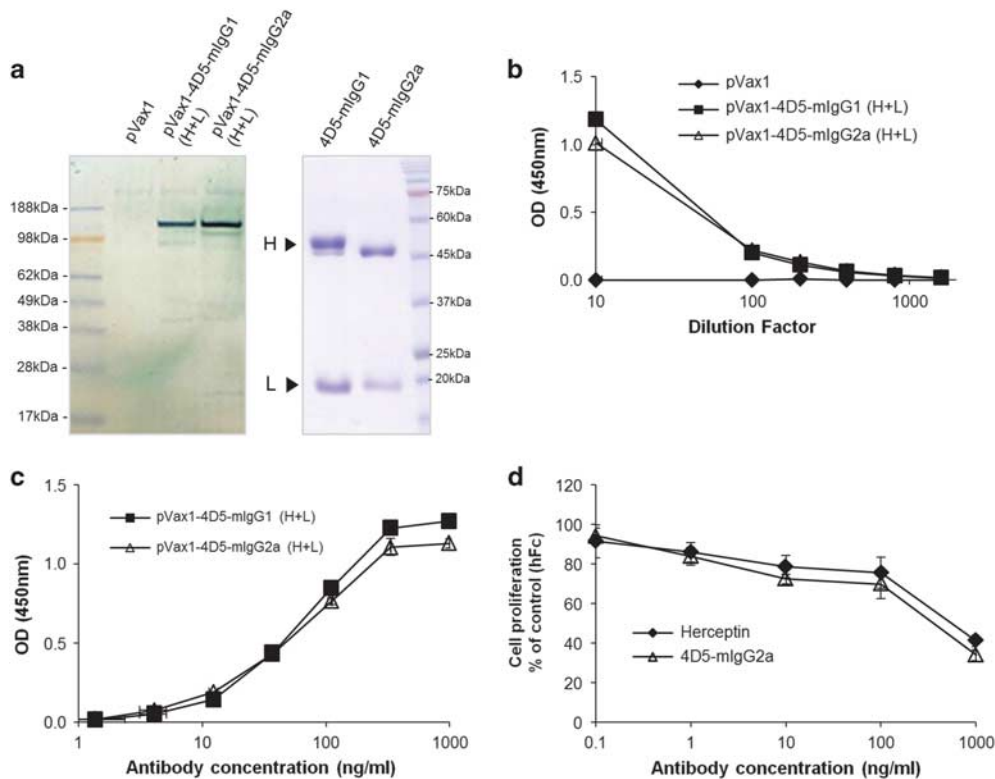 a
pVax1
pVax1-4D5-mIgG1
(H+L)
pVax1-4D5-mIgG2a
(H+L)
188kDa -
98kDa -
62kDa -
49kDa -
38kDa -
28kDa -
17kDa -
4D5-mIgG1
4D5-mIgG2a
H
L
- 75kDa
- 60kDa
- 45kDa
- 37kDa
- 25kDa
- 20kDa
b
OD (450nm)
1.5
1.0
0.5
0.0
pVax1
pVax1-4D5-mIgG1 (H+L)
pVax1-4D5-mIgG2a (H+L)
10 100 1000
Dilution Factor
c
OD (450nm)
1.5
1.0
0.5
0.0
pVax1-4D5-mIgG1 (H+L)
pVax1-4D5-mIgG2a (H+L)
1 10 100 1000
Antibody concentration (ng/ml)
d
Cell proliferation
% of control (hFc)
120
100
80
60
40
20
0
Herceptin
4D5-mIgG2a
0.1 1 10 100 1000
Antibody concentration (ng/ml)